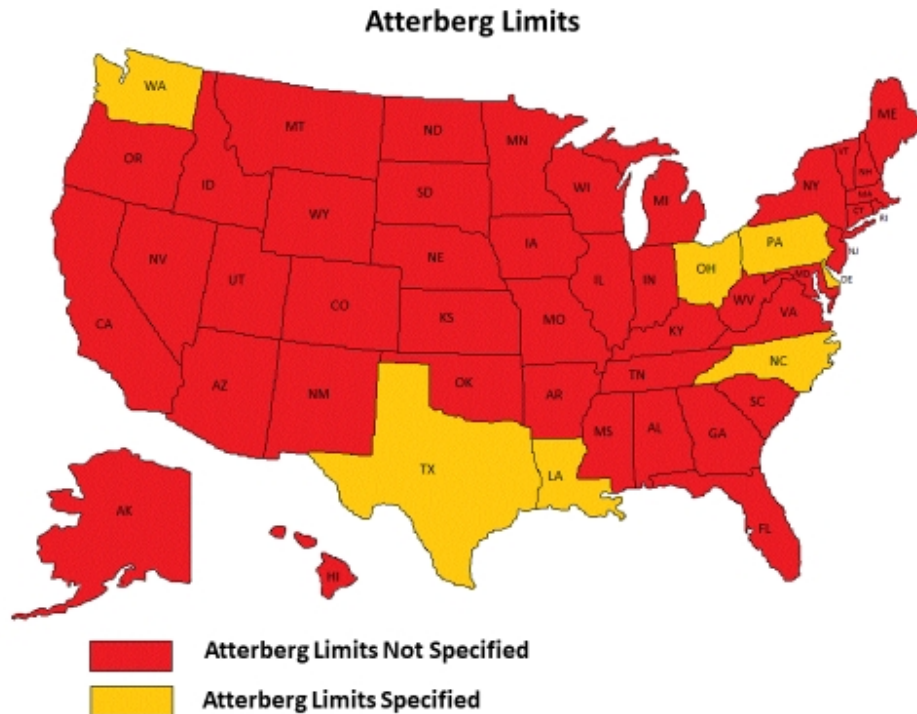 Atterberg Limits
WA
MT
ND
MN
ME
OR
ID
WY
SD
WI
MI
NY
VT
NH
MA
CT
RI
NV
UT
CO
NE
IA
IL
IN
OH
PA
NJ
MD
DE
CA
KS
MO
KY
WV
VA
AZ
NM
OK
AR
TN
NC
SC
TX
LA
MS
AL
GA
FL
AK
HI
Atterberg Limits Not Specified
Atterberg Limits Specified